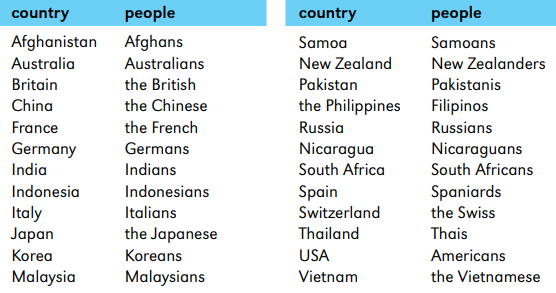 country people
Afghanistan Afghans
Australia Australians
Britain the British
China the Chinese
France the French
Germany Germans
India Indians
Indonesia Indonesians
Italy Italians
Japan the Japanese
Korea Koreans
Malaysia Malaysians
country people
Samoa Samoans
New Zealand New Zealanders
Pakistan Pakistanis
the Philippines Filipinos
Russia Russians
Nicaragua Nicaraguans
South Africa South Africans
Spain Spaniards
Switzerland the Swiss
Thailand Thais
USA Americans
Vietnam the Vietnamese